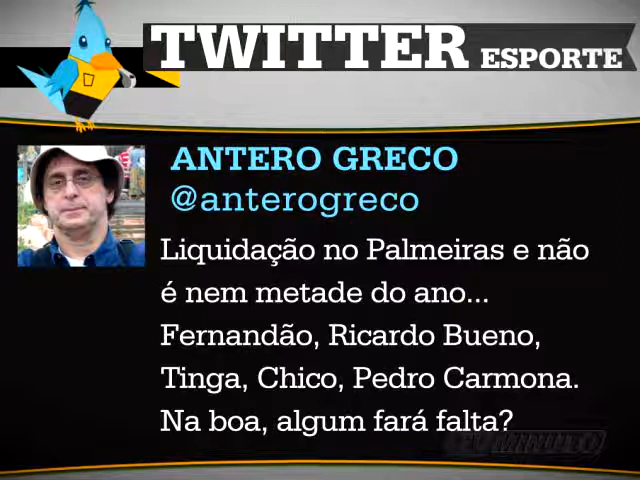 TWITTER ESPORTE
ANTERO GRECO
@anterogreco
Liquidação no Palmeiras e não
é nem metade do ano...
Fernandão, Ricardo Bueno,
Tinga, Chico, Pedro Carmona.
Na boa, algum fará falta?
MINUTO